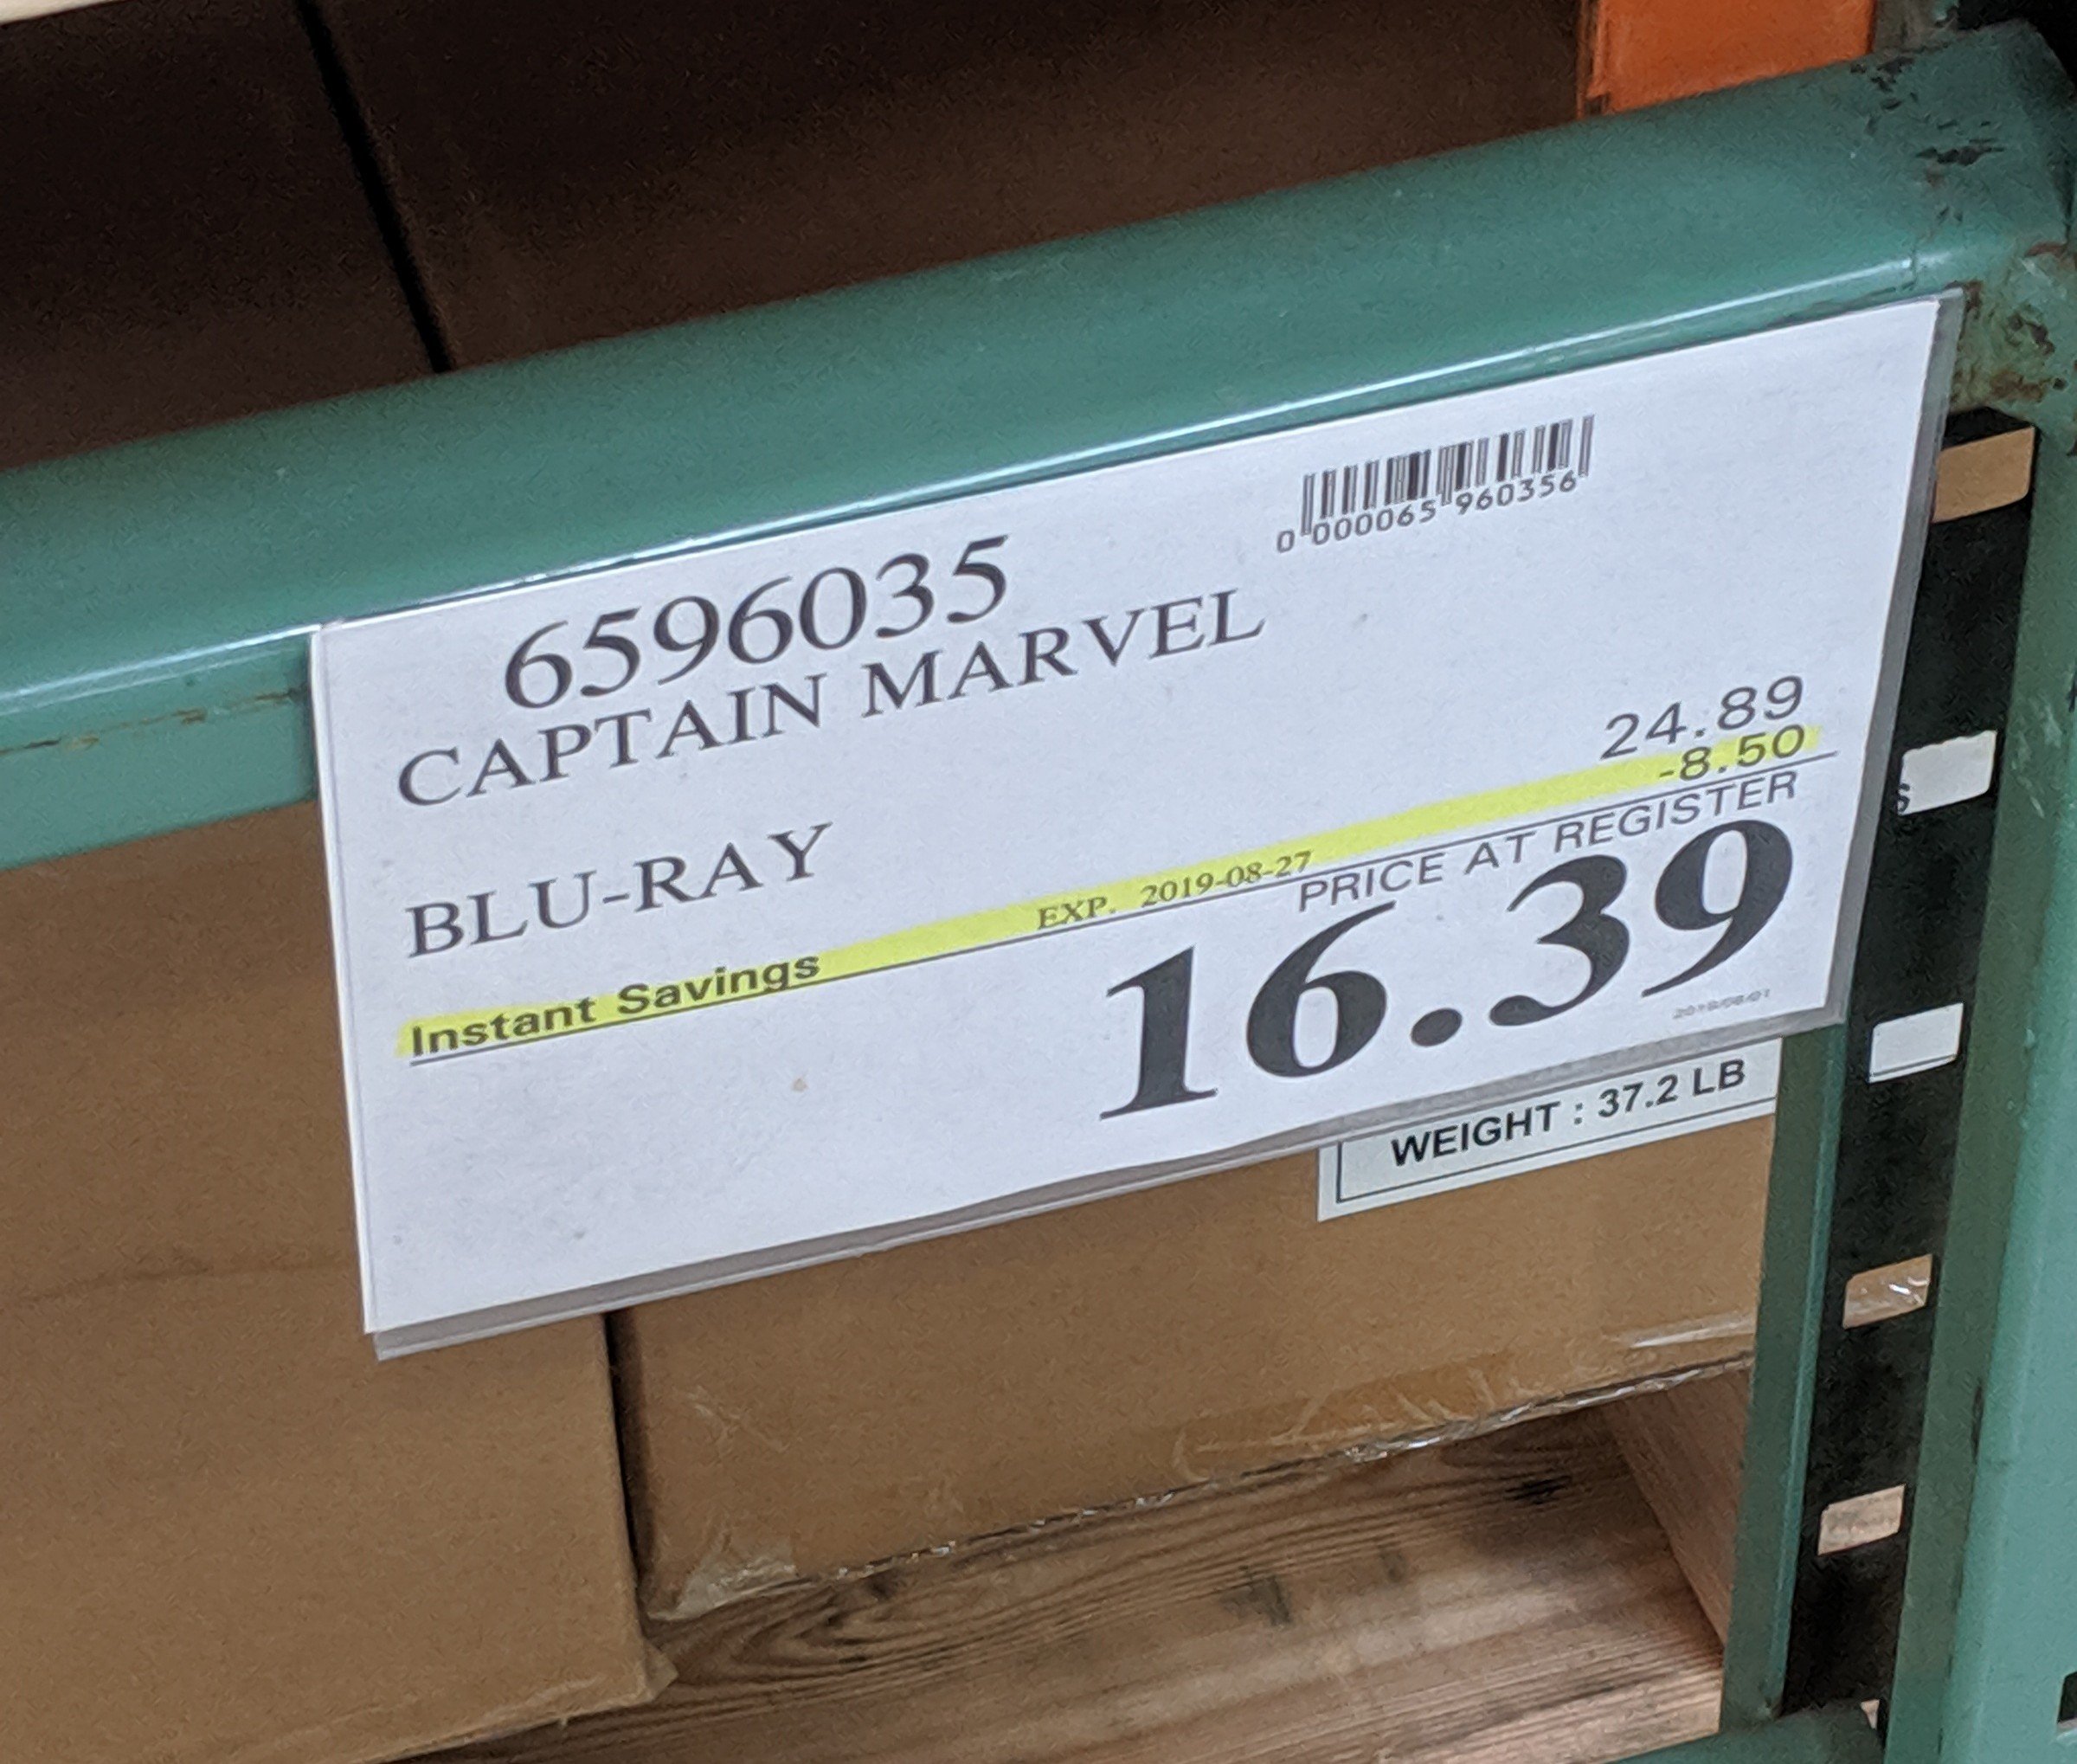 0 000065 960356
6596035
CAPTAIN MARVEL
24.89
BLU-RAY
Instant Savings EXP. 2019-08-27 -8.50
PRICE AT REGISTER
16.39
WEIGHT : 37.2 LB